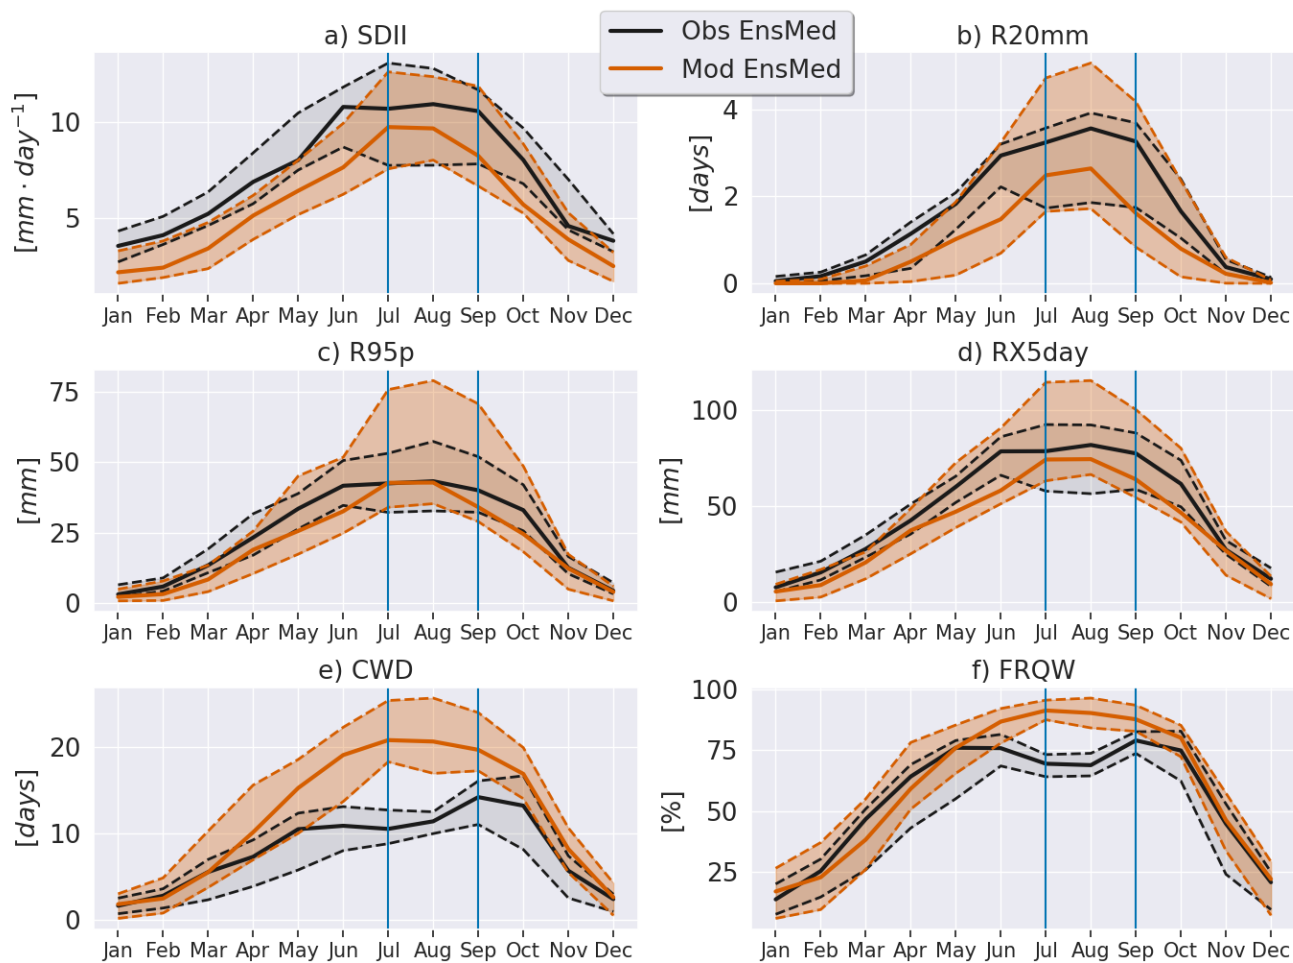 a) SDII
Obs EnsMed
Mod EnsMed
b) R20mm
[mm · day⁻¹]
10
5
Jan Feb Mar Apr May Jun Jul Aug Sep Oct Nov Dec
[days]
4
2
0
Jan Feb Mar Apr May Jun Jul Aug Sep Oct Nov Dec
c) R95p
[mm]
75
50
25
0
Jan Feb Mar Apr May Jun Jul Aug Sep Oct Nov Dec
d) RX5day
[mm]
100
50
0
Jan Feb Mar Apr May Jun Jul Aug Sep Oct Nov Dec
e) CWD
[days]
20
10
0
Jan Feb Mar Apr May Jun Jul Aug Sep Oct Nov Dec
f) FRQW
[%]
100
75
50
25
Jan Feb Mar Apr May Jun Jul Aug Sep Oct Nov Dec